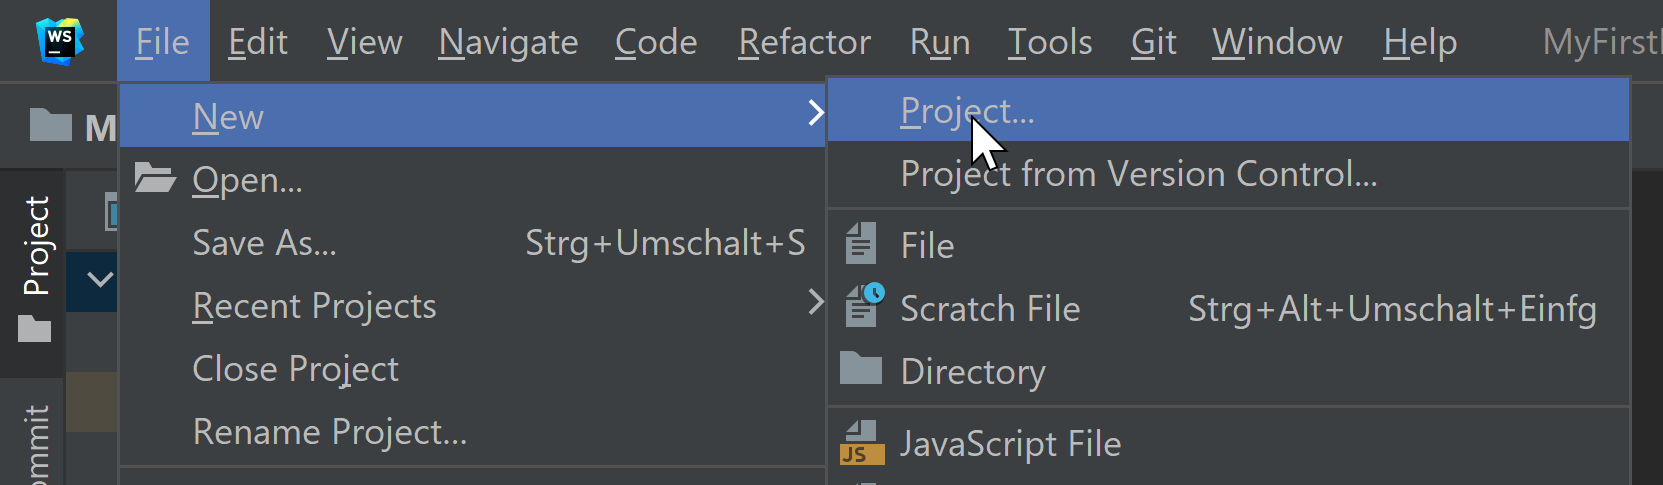 WS File Edit View Navigate Code Refactor Run Tools Git Window Help
New
Open...
Save As... Strg+Umschalt+S
Recent Projects
Close Project
Rename Project...
Project...
Project from Version Control...
File
Scratch File Strg+Alt+Umschalt+Einfg
Directory
JS JavaScript File
M
Project